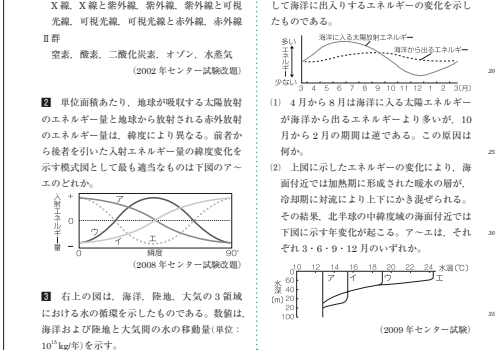 X線，X線と紫外線，紫外線，紫外線と可視
光線，可視光線，可視光線と赤外線，赤外線
Ⅱ群
窒素，酸素，二酸化炭素，オゾン，水蒸気
（2002年センター試験改題）
2 単位面積あたり，地球が吸収する太陽放射
のエネルギー量と地球から放射される赤外放射
のエネルギー量は，緯度により異なる。前者か
ら後者を引いた入射エネルギー量の緯度変化を
示す模式図として最も適当なものは下図のア～
エのどれか。
入射エネルギー量
+
0
−
ア
イ
ウ
エ
0
緯度
90°
（2008年センター試験改題）
3 右上の図は，海洋，陸地，大気の3領域
における水の循環を示したものである。数値は，
海洋および陸地と大気間の水の移動量(単位：
10¹⁵kg/年)を示す。
して海洋に出入りするエネルギーの変化を示し
たものである。
多い
エネルギー
少ない
海洋に入る太陽放射エネルギー
海洋から出るエネルギー
3 4 5 6 7 8 9 10 11 12 1 2 3(月)
(1) 4月から8月は海洋に入る太陽エネルギー
が海洋から出るエネルギーより多いが，10
月から2月の期間は逆である。この原因は
何か。
(2) 上図に示したエネルギーの変化により，海
面付近では加熱期に形成された暖水の層が，
冷却期に対流により上下にかき混ぜられる。
その結果，北半球の中緯度域の海面付近では
下図に示す年変化が起こる。ア～エは，それ
ぞれ3・6・9・12月のいずれか。
10 12 14 16 18 20 22 24 水温(℃)
水深(m)
0
20
40
60
80
100
ア
イ
ウ
エ
（2009年センター試験）
20
25
30
35